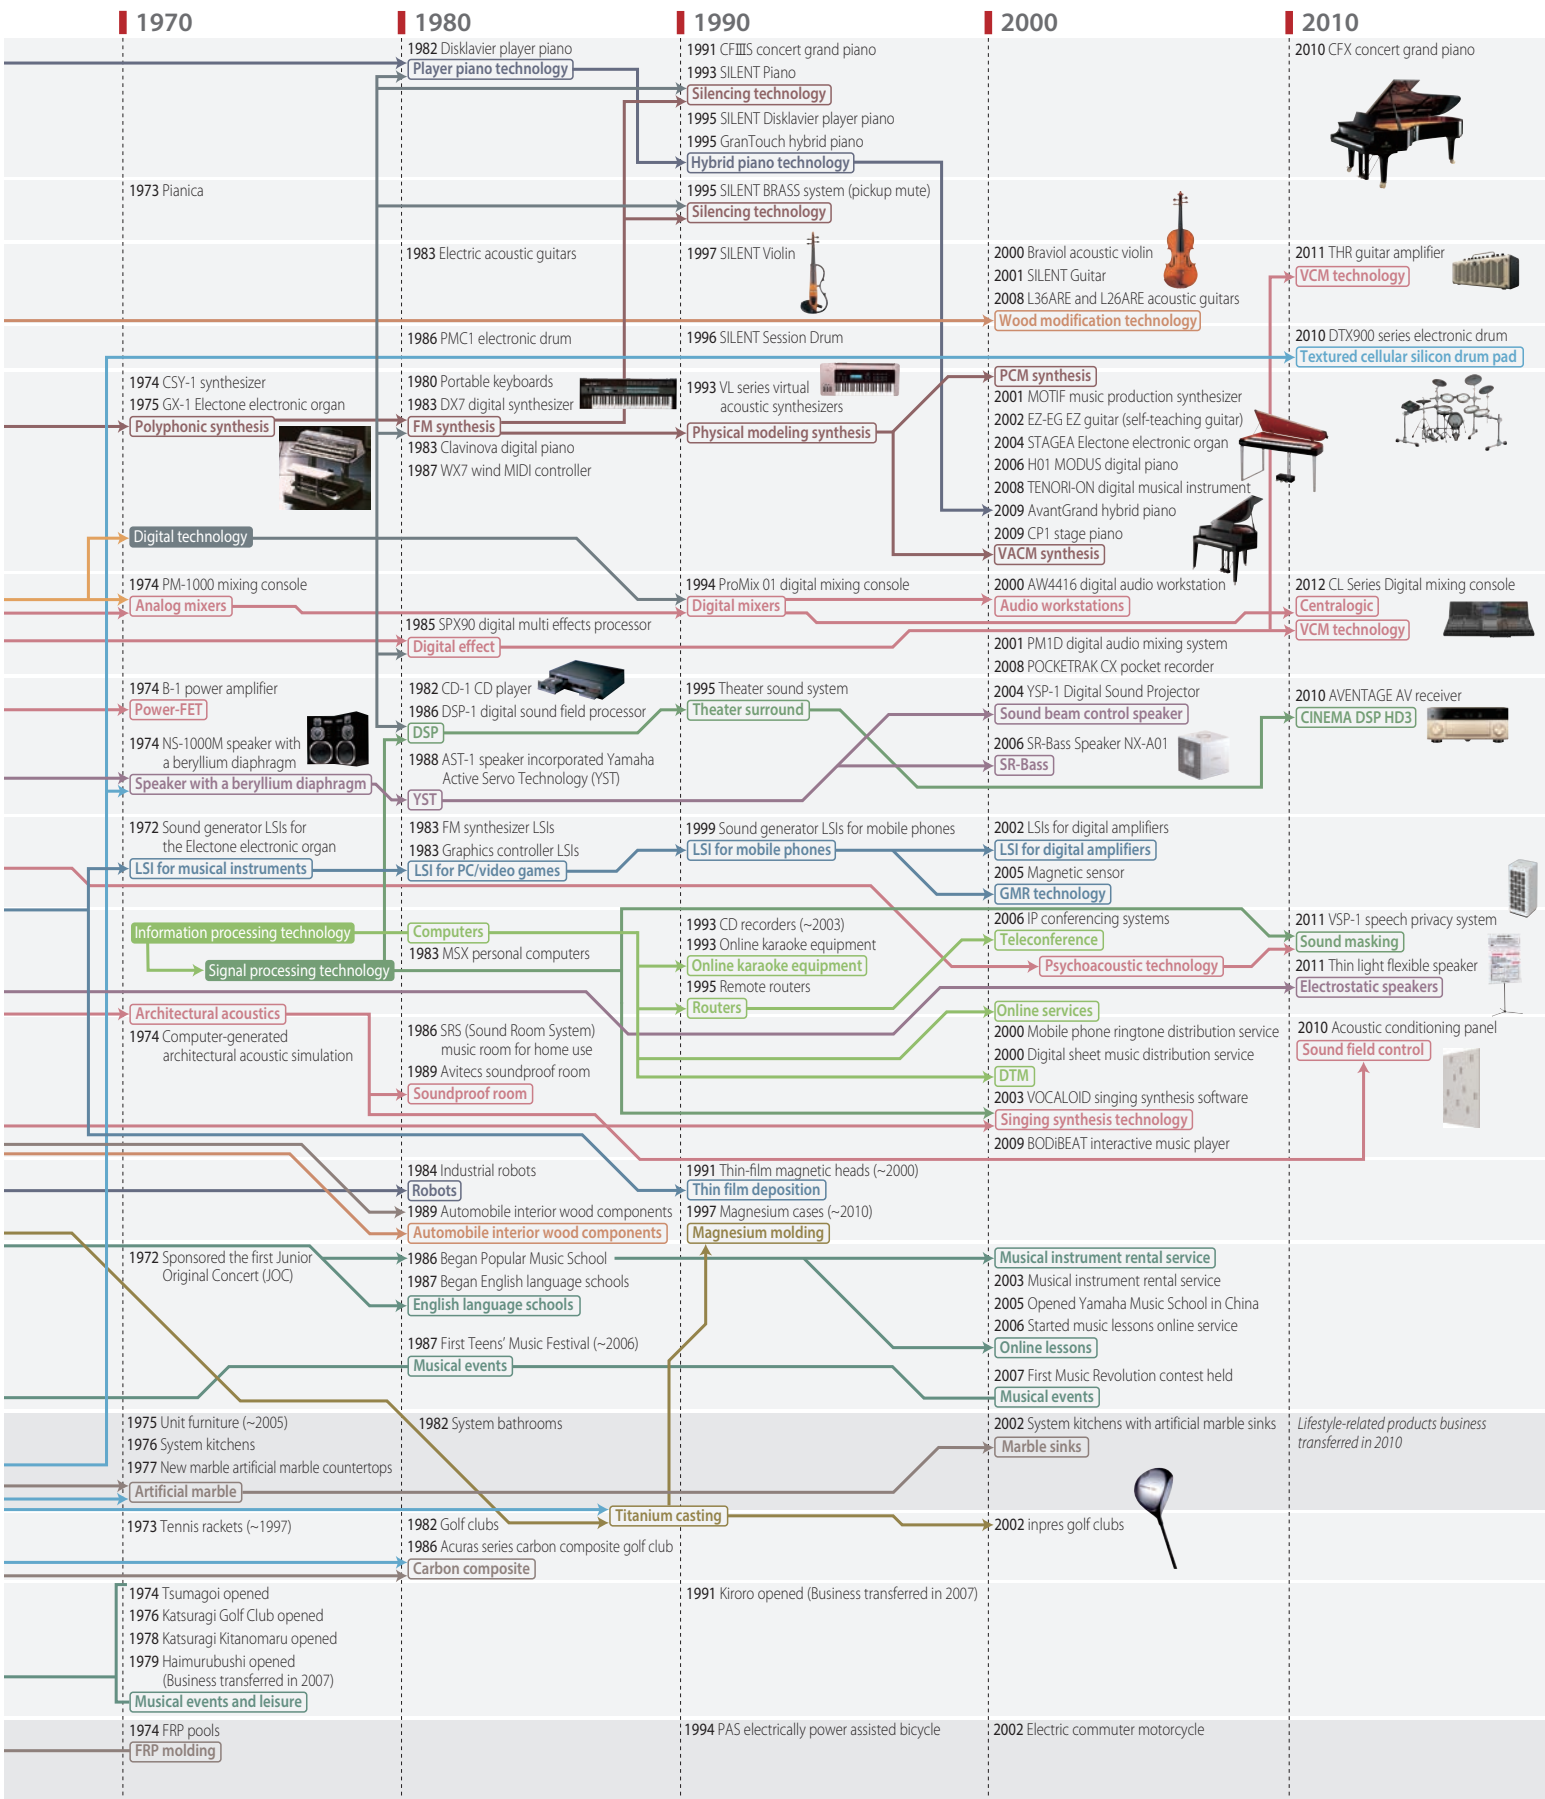 1970
1980
1990
2000
2010
1982 Disklavier player piano
Player piano technology
1991 CFIIIS concert grand piano
1993 SILENT Piano
Silencing technology
1995 SILENT Disklavier player piano
1995 GranTouch hybrid piano
Hybrid piano technology
2010 CFX concert grand piano
1973 Pianica
1995 SILENT BRASS system (pickup mute)
Silencing technology
1983 Electric acoustic guitars
1997 SILENT Violin
2000 Braviol acoustic violin
2001 SILENT Guitar
2008 L36ARE and L26ARE acoustic guitars
Wood modification technology
2011 THR guitar amplifier
VCM technology
1986 PMC1 electronic drum
1996 SILENT Session Drum
2010 DTX900 series electronic drum
Textured cellular silicon drum pad
1974 CSY-1 synthesizer
1975 GX-1 Electone electronic organ
Polyphonic synthesis
1980 Portable keyboards
1983 DX7 digital synthesizer
FM synthesis
1983 Clavinova digital piano
1987 WX7 wind MIDI controller
1993 VL series virtual
acoustic synthesizers
Physical modeling synthesis
PCM synthesis
2001 MOTIF music production synthesizer
2002 EZ-EG EZ guitar (self-teaching guitar)
2004 STAGEA Electone electronic organ
2006 H01 MODUS digital piano
2008 TENORI-ON digital musical instrument
2009 AvantGrand hybrid piano
2009 CP1 stage piano
VACM synthesis
Digital technology
1974 PM-1000 mixing console
Analog mixers
1985 SPX90 digital multi effects processor
Digital effect
1994 ProMix 01 digital mixing console
Digital mixers
2000 AW4416 digital audio workstation
Audio workstations
2001 PM1D digital audio mixing system
2008 POCKETRAK CX pocket recorder
2012 CL Series Digital mixing console
Centralogic
VCM technology
1974 B-1 power amplifier
Power-FET
1974 NS-1000M speaker with
a beryllium diaphragm
Speaker with a beryllium diaphragm
1982 CD-1 CD player
1986 DSP-1 digital sound field processor
DSP
1988 AST-1 speaker incorporated Yamaha
Active Servo Technology (YST)
YST
1995 Theater sound system
Theater surround
2004 YSP-1 Digital Sound Projector
Sound beam control speaker
2006 SR-Bass Speaker NX-A01
SR-Bass
2010 AVENTAGE AV receiver
CINEMA DSP HD3
1972 Sound generator LSIs for
the Electone electronic organ
LSI for musical instruments
1983 FM synthesizer LSIs
1983 Graphics controller LSIs
LSI for PC/video games
1999 Sound generator LSIs for mobile phones
LSI for mobile phones
2002 LSIs for digital amplifiers
LSI for digital amplifiers
2005 Magnetic sensor
GMR technology
Information processing technology
Signal processing technology
Computers
1983 MSX personal computers
1993 CD recorders (~2003)
1993 Online karaoke equipment
Online karaoke equipment
1995 Remote routers
Routers
2006 IP conferencing systems
Teleconference
Psychoacoustic technology
Online services
2000 Mobile phone ringtone distribution service
2000 Digital sheet music distribution service
DTM
2003 VOCALOID singing synthesis software
Singing synthesis technology
2009 BODiBEAT interactive music player
2011 VSP-1 speech privacy system
Sound masking
2011 Thin light flexible speaker
Electrostatic speakers
2010 Acoustic conditioning panel
Sound field control
Architectural acoustics
1974 Computer-generated
architectural acoustic simulation
1986 SRS (Sound Room System)
music room for home use
1989 Avitecs soundproof room
Soundproof room
1984 Industrial robots
Robots
1989 Automobile interior wood components
Automobile interior wood components
1991 Thin-film magnetic heads (~2000)
Thin film deposition
1997 Magnesium cases (~2010)
Magnesium molding
1972 Sponsored the first Junior
Original Concert (JOC)
1986 Began Popular Music School
1987 Began English language schools
English language schools
1987 First Teens' Music Festival (~2006)
Musical events
Musical instrument rental service
2003 Musical instrument rental service
2005 Opened Yamaha Music School in China
2006 Started music lessons online service
Online lessons
2007 First Music Revolution contest held
Musical events
1975 Unit furniture (~2005)
1976 System kitchens
1977 New marble artificial marble countertops
Artificial marble
1982 System bathrooms
2002 System kitchens with artificial marble sinks
Marble sinks
Lifestyle-related products business
transferred in 2010
Titanium casting
1973 Tennis rackets (~1997)
1982 Golf clubs
1986 Acuras series carbon composite golf club
Carbon composite
2002 inpres golf clubs
1974 Tsumagoi opened
1976 Katsuragi Golf Club opened
1978 Katsuragi Kitanomaru opened
1979 Haimurubushi opened
(Business transferred in 2007)
Musical events and leisure
1991 Kiroro opened (Business transferred in 2007)
1974 FRP pools
FRP molding
1994 PAS electrically power assisted bicycle
2002 Electric commuter motorcycle